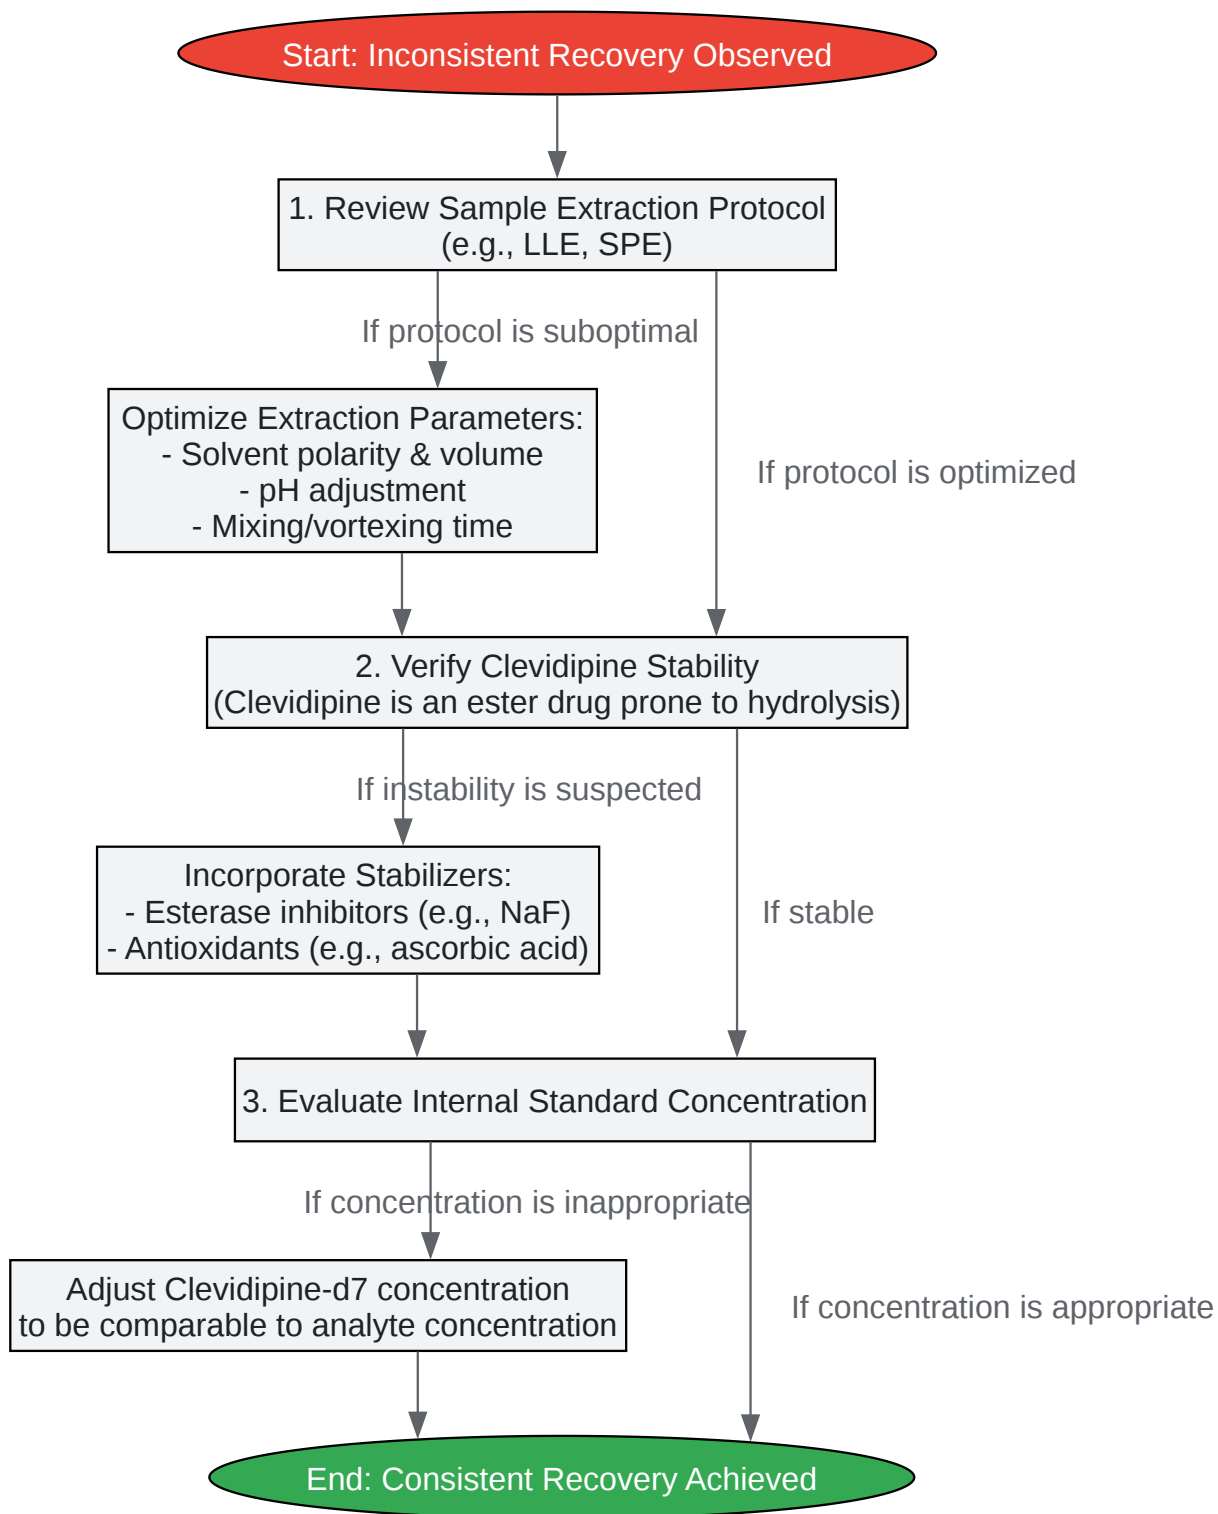 Start: Inconsistent Recovery Observed
1. Review Sample Extraction Protocol
(e.g., LLE, SPE)
If protocol is suboptimal
Optimize Extraction Parameters:
- Solvent polarity & volume
- pH adjustment
- Mixing/vortexing time
If protocol is optimized
2. Verify Clevidipine Stability
(Clevidipine is an ester drug prone to hydrolysis)
If instability is suspected
Incorporate Stabilizers:
- Esterase inhibitors (e.g., NaF)
- Antioxidants (e.g., ascorbic acid)
If stable
3. Evaluate Internal Standard Concentration
If concentration is inappropriate
Adjust Clevidipine-d7 concentration
to be comparable to analyte concentration
If concentration is appropriate
End: Consistent Recovery Achieved